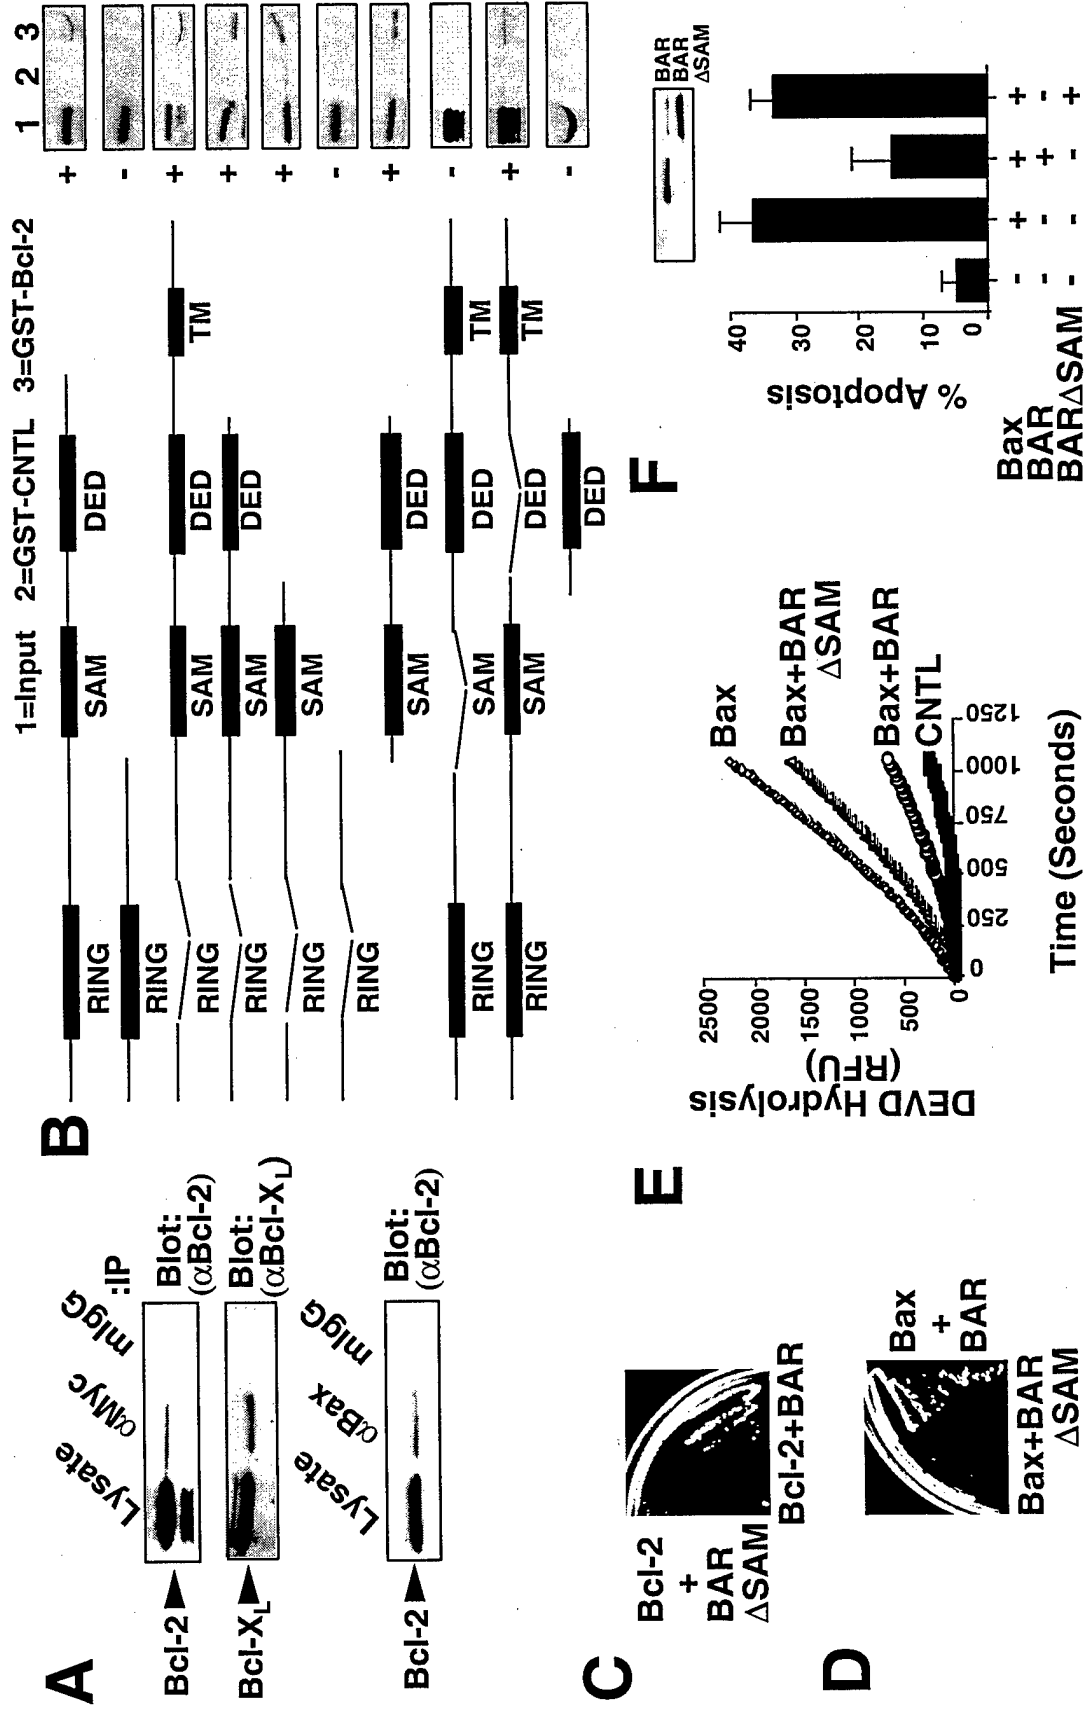 A
Lysate
αMyc
mIgG
:IP
Bcl-2
Blot:
(αBcl-2)
Bcl-XL
Blot:
(αBcl-XL)
Lysate
αBax
mIgG
Bcl-2
Blot:
(αBcl-2)
B
1=Input 2=GST-CNTL 3=GST-Bcl-2
1 2 3
RING SAM DED +
RING -
RING SAM DED TM +
RING SAM DED +
RING SAM +
RING -
SAM DED +
RING SAM DED TM -
RING SAM DED TM +
DED -
C
Bcl-2
+
BAR
ΔSAM
Bcl-2+BAR
D
Bax
+
BAR
Bax+BAR
ΔSAM
E
DEVD Hydrolysis
(RFU)
2500
2000
1500
1000
500
0
0 250 500 750 1000 1250
Time (Seconds)
Bax
Bax+BAR
ΔSAM
Bax+BAR
CNTL
F
BAR
BAR
ΔSAM
% Apoptosis
40
30
20
10
0
Bax - + + +
BAR - - + -
BARΔSAM - - - +